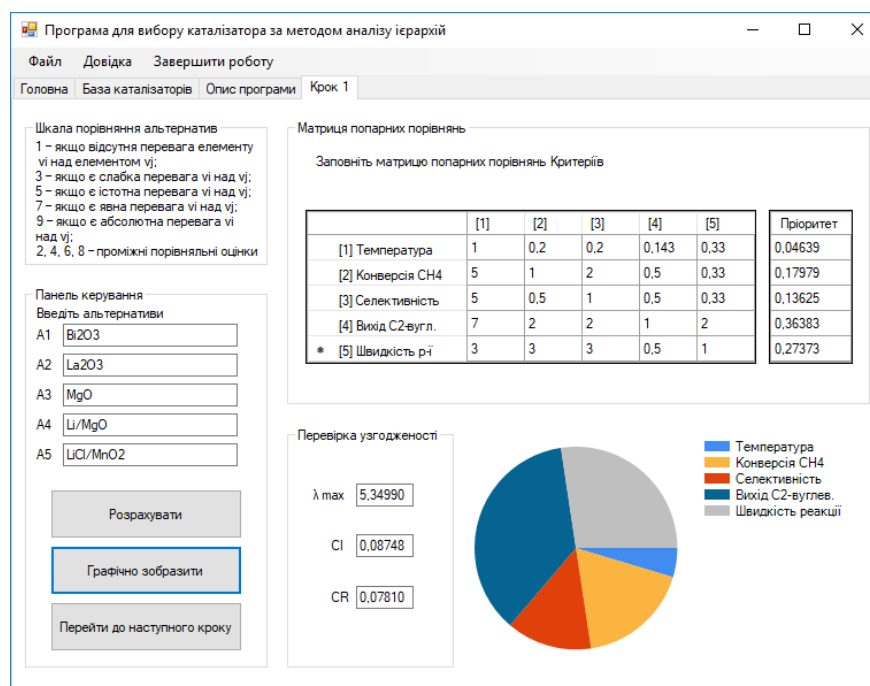 Програма для вибору каталізатора за методом аналізу ієрархій
Файл Довідка Завершити роботу
Головна База каталізаторів Опис програми Крок 1
Шкала порівняння альтернатив
1 – якщо відсутня перевага елементу
vi над елементом vj;
3 – якщо є слабка перевага vi над vj;
5 – якщо є істотна перевага vi над vj;
7 – якщо є явна перевага vi над vj;
9 – якщо є абсолютна перевага vi
над vj;
2, 4, 6, 8 – проміжні порівняльні оцінки
Панель керування
Введіть альтернативи
A1 Bi2O3
A2 La2O3
A3 MgO
A4 Li/MgO
A5 LiCl/MnO2
Розрахувати
Графічно зобразити
Перейти до наступного кроку
Матриця попарних порівнянь
Заповніть матрицю попарних порівнянь Критеріїв
[1] [2] [3] [4] [5] Пріоритет
[1] Температура 1 0,2 0,2 0,143 0,33 0,04639
[2] Конверсія CH4 5 1 2 0,5 0,33 0,17979
[3] Селективність 5 0,5 1 0,5 0,33 0,13625
[4] Вихід С2-вугл. 7 2 2 1 2 0,36383
[5] Швидкість р-ї 3 3 3 0,5 1 0,27373
Перевірка узгодженості
λ max 5,34990
CI 0,08748
CR 0,07810
Температура
Конверсія CH4
Селективність
Вихід С2-вуглев.
Швидкість реакції